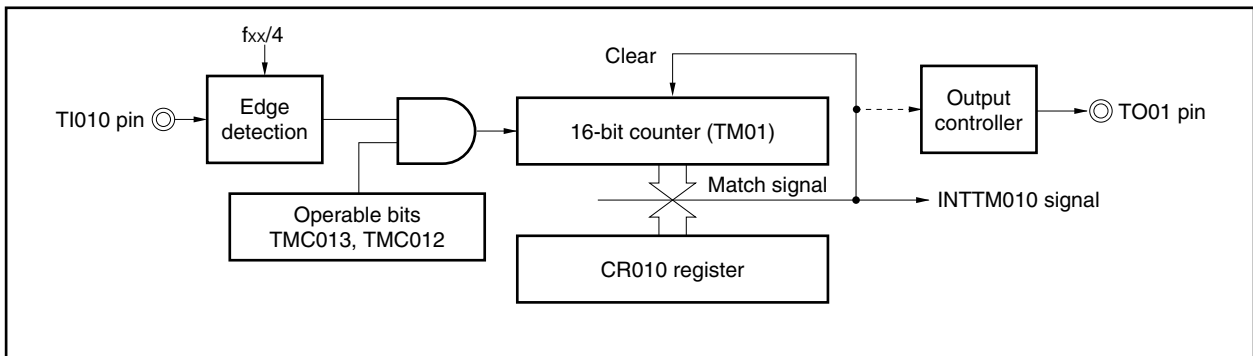 fxx/4
Clear
TI010 pin
Edge
detection
16-bit counter (TM01)
Output
controller
TO01 pin
Match signal
INTTM010 signal
Operable bits
TMC013, TMC012
CR010 register